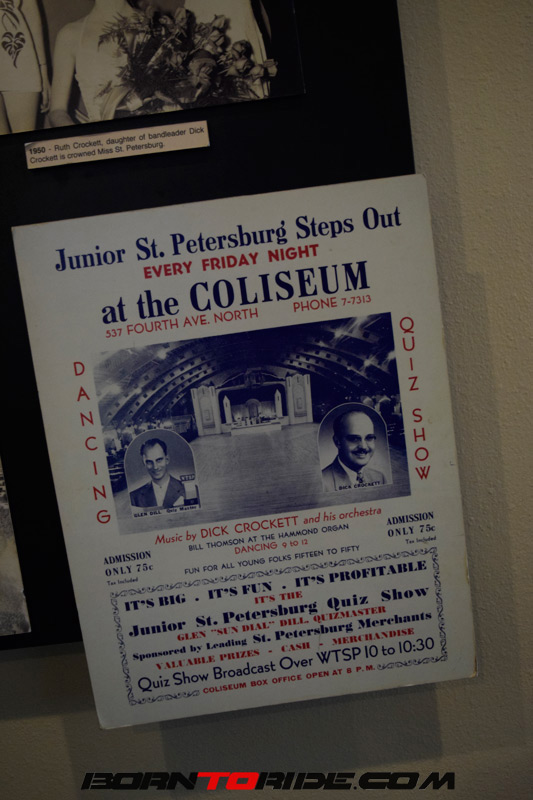 1950 - Ruth Crockett, daughter of bandleader Dick
Crockett is crowned Miss St. Petersburg.
Junior St. Petersburg Steps Out
EVERY FRIDAY NIGHT
at the COLISEUM
537 FOURTH AVE. NORTH PHONE 7-7313
DANCING
QUIZ SHOW
WTSP
GLEN DILL Quiz Master
DICK CROCKETT
Music by DICK CROCKETT and his orchestra
BILL THOMSON AT THE HAMMOND ORGAN
DANCING 9 to 12
ADMISSION
ONLY 75c
Tax Included
ADMISSION
ONLY 75c
Tax Included
FUN FOR ALL YOUNG FOLKS FIFTEEN TO FIFTY
IT'S BIG . IT'S FUN . IT'S PROFITABLE
IT'S THE
Junior St. Petersburg Quiz Show
GLEN "SUN DIAL" DILL, QUIZMASTER
Sponsored by Leading St. Petersburg Merchants
VALUABLE PRIZES - CASH - MERCHANDISE
Quiz Show Broadcast Over WTSP 10 to 10:30
COLISEUM BOX OFFICE OPEN AT 8 P.M.
BORNTORIDE.COM